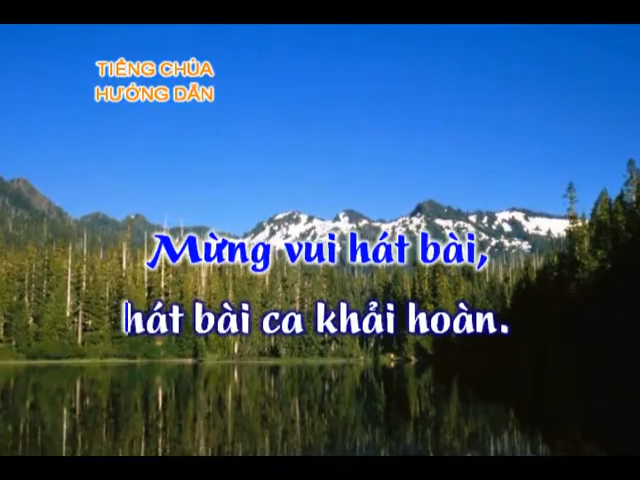 TIẾNG CHÚA
HƯỚNG DẪN
Mừng vui hát bài,
hát bài ca khải hoàn.